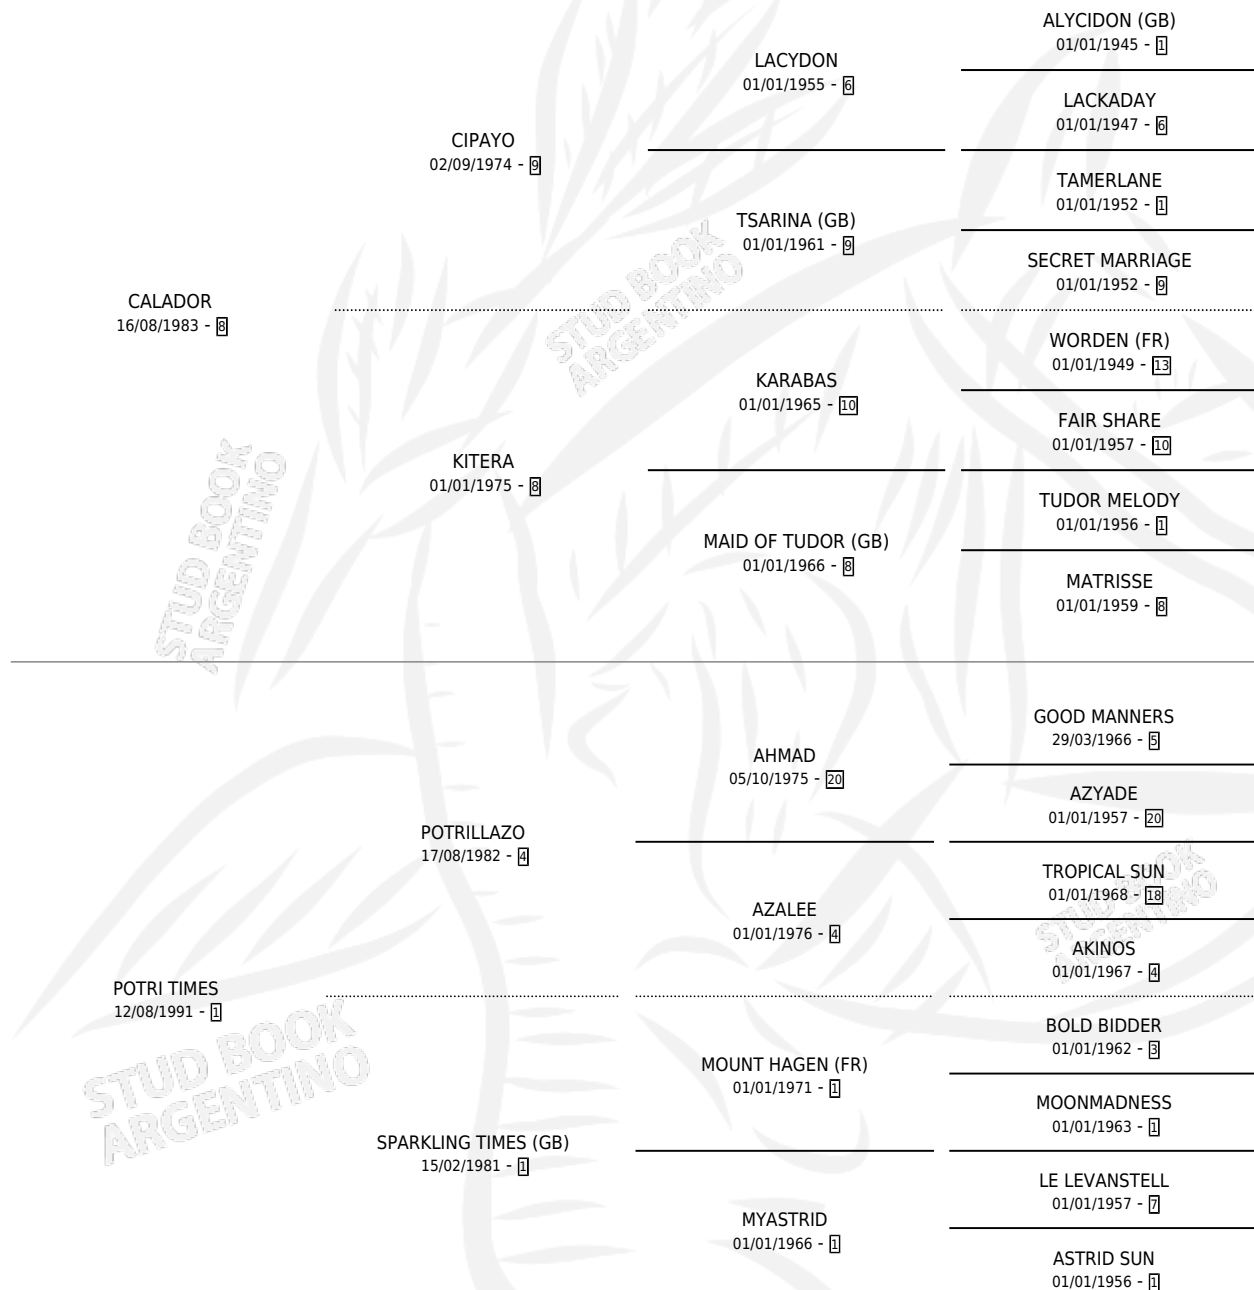 ALYCIDON (GB)
01/01/1945 - 1
LACYDON
01/01/1955 - 6
LACKADAY
01/01/1947 - 6
CIPAYO
02/09/1974 - 9
TAMERLANE
01/01/1952 - 1
TSARINA (GB)
01/01/1961 - 9
SECRET MARRIAGE
01/01/1952 - 9
CALADOR
16/08/1983 - 8
WORDEN (FR)
01/01/1949 - 13
KARABAS
01/01/1965 - 10
FAIR SHARE
01/01/1957 - 10
KITERA
01/01/1975 - 8
TUDOR MELODY
01/01/1956 - 1
MAID OF TUDOR (GB)
01/01/1966 - 8
MATRISSE
01/01/1959 - 8
STUD BOOK
ARGENTINO
STUD BOOK
ARGENTINO
GOOD MANNERS
29/03/1966 - 5
AHMAD
05/10/1975 - 20
AZYADE
01/01/1957 - 20
POTRILLAZO
17/08/1982 - 4
TROPICAL SUN
01/01/1968 - 18
AZALEE
01/01/1976 - 4
AKINOS
01/01/1967 - 4
POTRI TIMES
12/08/1991 - 1
BOLD BIDDER
01/01/1962 - 3
MOUNT HAGEN (FR)
01/01/1971 - 1
MOONMADNESS
01/01/1963 - 1
SPARKLING TIMES (GB)
15/02/1981 - 1
LE LEVANSTELL
01/01/1957 - 7
MYASTRID
01/01/1966 - 1
ASTRID SUN
01/01/1956 - 1
STUD BOOK
ARGENTINO
STUD BOOK
ARGENTINO